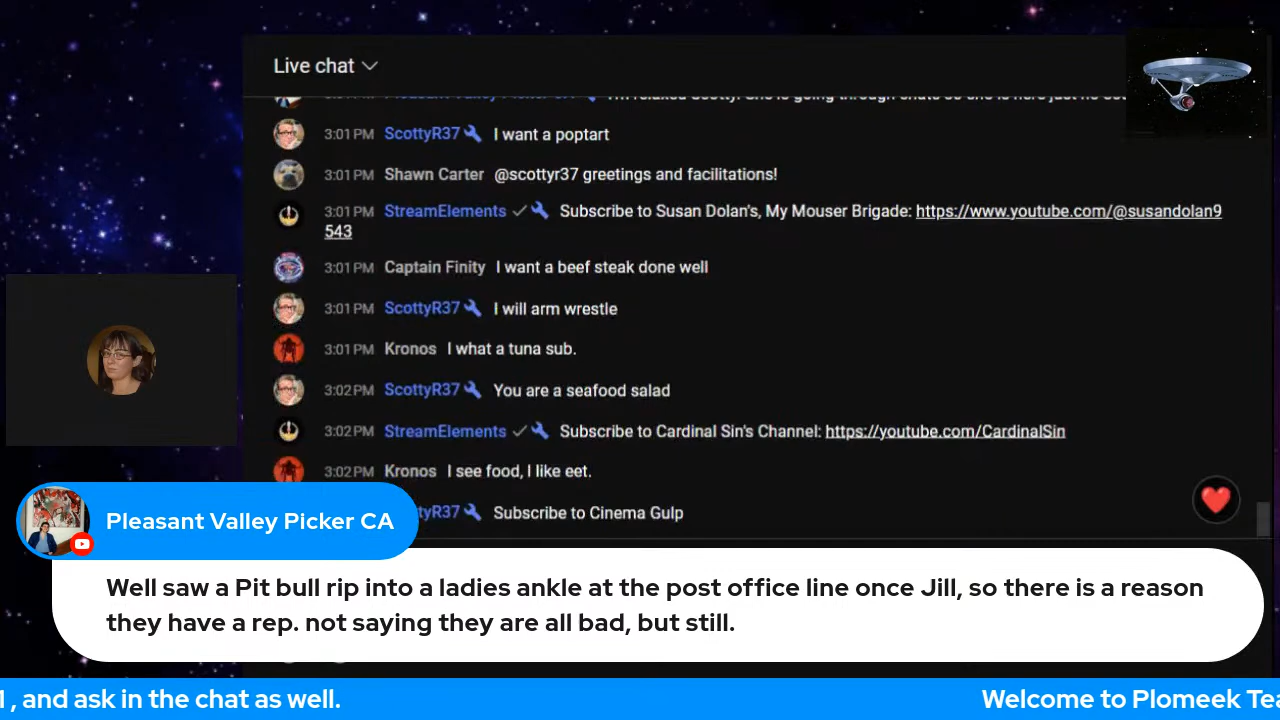 Live chat
3:01 PM ScottyR37 I want a poptart
3:01 PM Shawn Carter @scottyr37 greetings and facilitations!
3:01 PM StreamElements Subscribe to Susan Dolan's, My Mouser Brigade: https://www.youtube.com/@susandolan9
543
3:01 PM Captain Finity I want a beef steak done well
3:01 PM ScottyR37 I will arm wrestle
3:01 PM Kronos I what a tuna sub.
3:02 PM ScottyR37 You are a seafood salad
3:02 PM StreamElements Subscribe to Cardinal Sin's Channel: https://youtube.com/CardinalSin
3:02 PM Kronos I see food, I like eet.
tyR37 Subscribe to Cinema Gulp
Pleasant Valley Picker CA
Well saw a Pit bull rip into a ladies ankle at the post office line once Jill, so there is a reason
they have a rep. not saying they are all bad, but still.
, and ask in the chat as well.
Welcome to Plomeek Tea